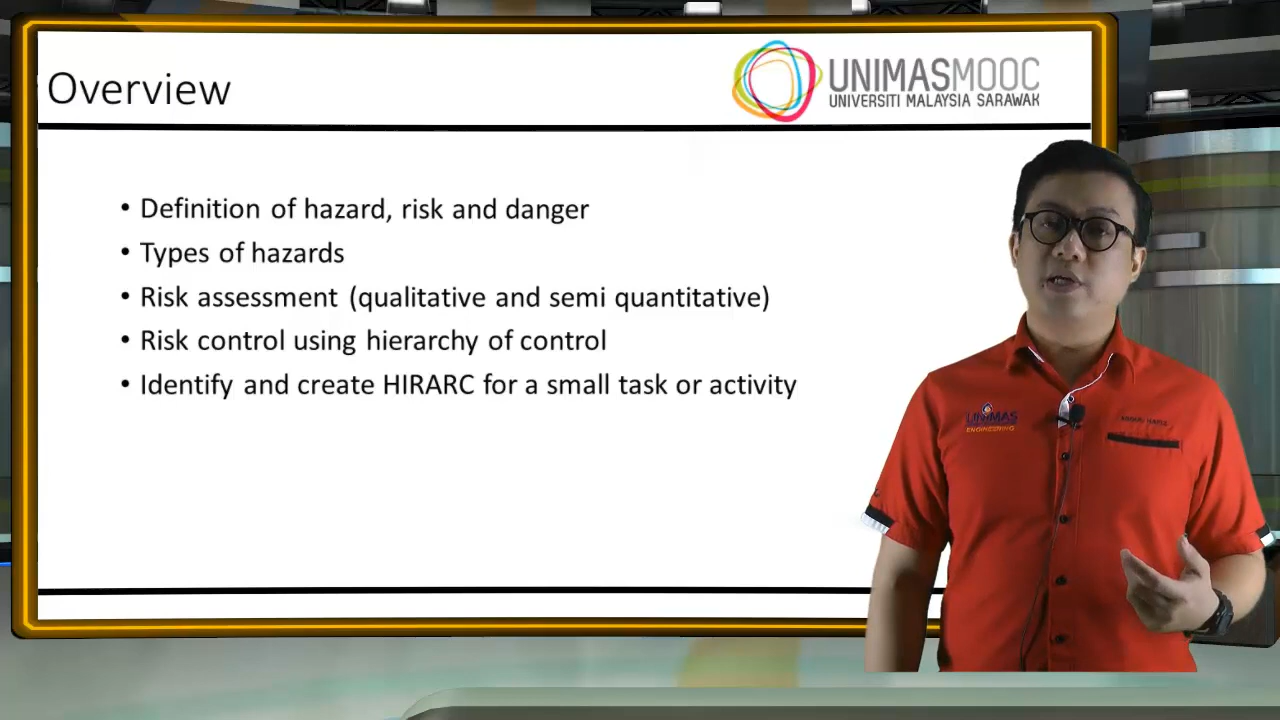 Overview
UNIMASMOOC
UNIVERSITI MALAYSIA SARAWAK
• Definition of hazard, risk and danger
• Types of hazards
• Risk assessment (qualitative and semi quantitative)
• Risk control using hierarchy of control
• Identify and create HIRARC for a small task or activity
UNIMAS
ENGINEERING